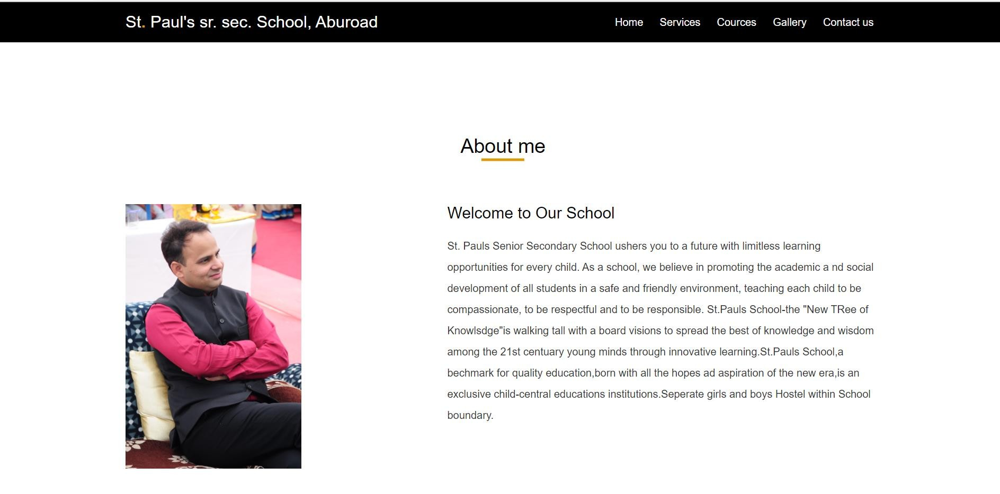 St. Paul's sr. sec. School, Aburoad
Home Services Cources Gallery Contact us
About me
Welcome to Our School
St. Pauls Senior Secondary School ushers you to a future with limitless learning
opportunities for every child. As a school, we believe in promoting the academic a nd social
development of all students in a safe and friendly environment, teaching each child to be
compassionate, to be respectful and to be responsible. St.Pauls School-the "New TRee of
Knowlsdge"is walking tall with a board visions to spread the best of knowledge and wisdom
among the 21st centuary young minds through innovative learning.St.Pauls School,a
bechmark for quality education,born with all the hopes ad aspiration of the new era,is an
exclusive child-central educations institutions.Seperate girls and boys Hostel within School
boundary.